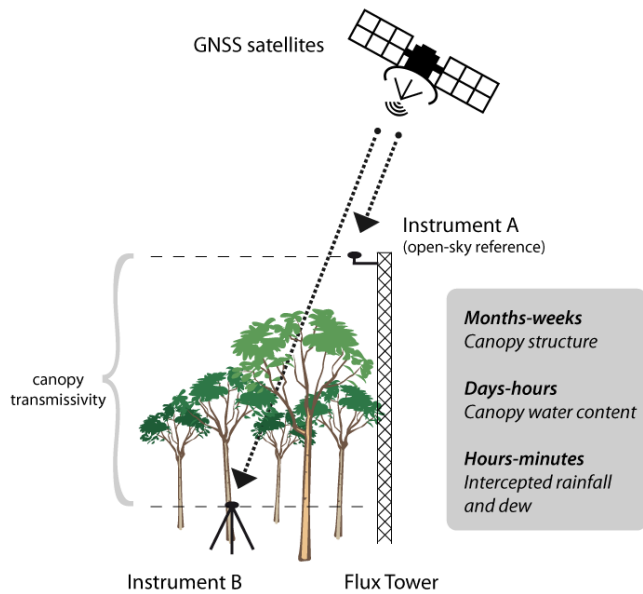 GNSS satellites
Instrument A
(open-sky reference)
canopy
transmissivity
Months-weeks
Canopy structure
Days-hours
Canopy water content
Hours-minutes
Intercepted rainfall
and dew
Instrument B
Flux Tower